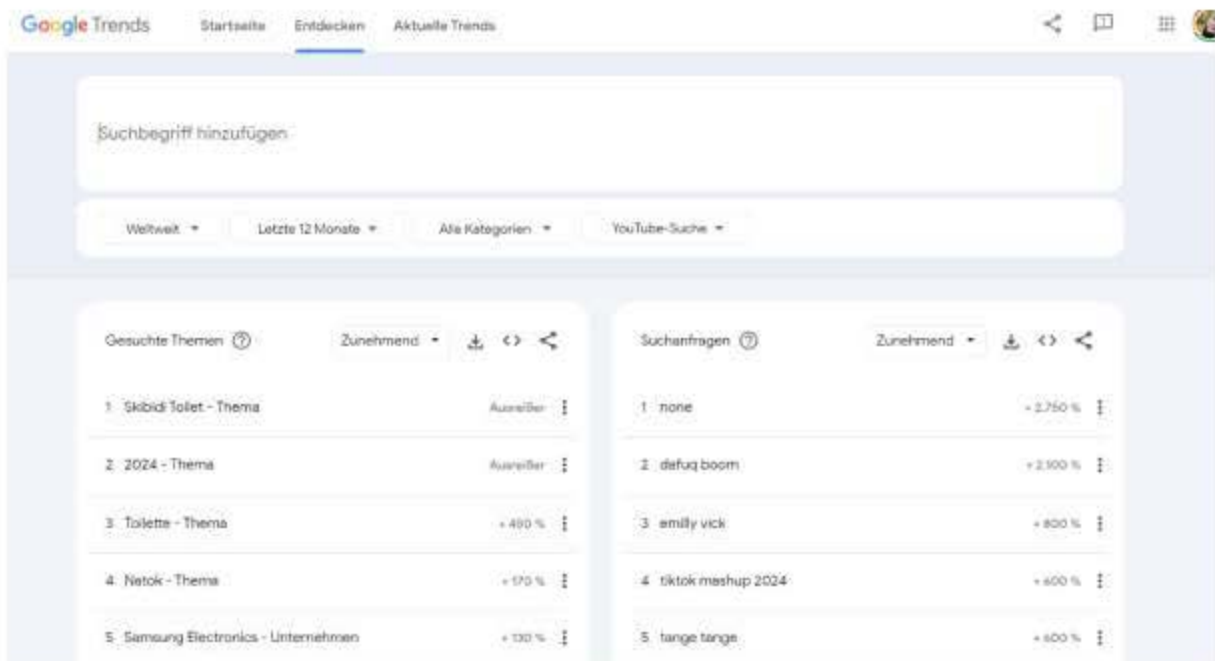 Google Trends Startseite Entdecken Aktuelle Trends
Suchbegriff hinzufügen
Weltweit Letzte 12 Monate Alle Kategorien YouTube-Suche
Gesuchte Themen Zunehmend
1 Skibidi Toilet - Thema Ausreißer
2 2024 - Thema Ausreißer
3 Toilette - Thema + 490 %
4 Natok - Thema + 170 %
5 Samsung Electronics - Unternehmen + 130 %
Suchanfragen Zunehmend
1 none + 2.750 %
2 dafuq boom + 2.100 %
3 emilly vick + 800 %
4 tiktok mashup 2024 + 600 %
5 tange tange + 600 %